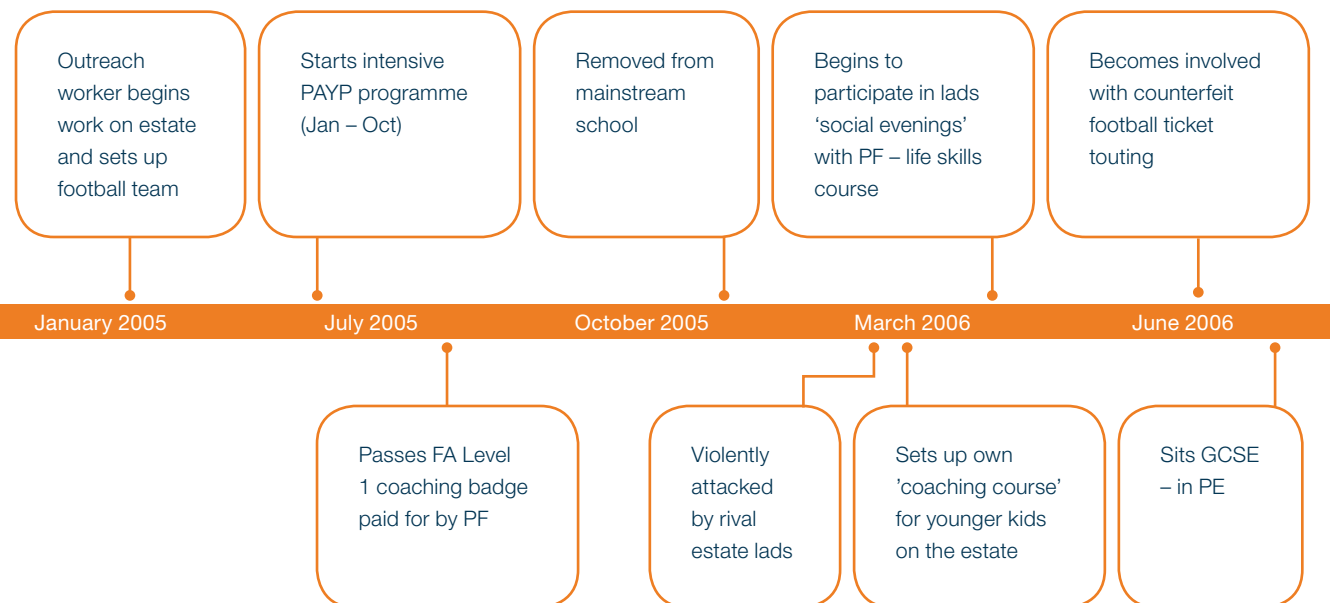 Outreach
worker begins
work on estate
and sets up
football team
Starts intensive
PAYP programme
(Jan – Oct)
Removed from
mainstream
school
Begins to
participate in lads
‘social evenings’
with PF – life skills
course
Becomes involved
with counterfeit
football ticket
touting
January 2005
July 2005
October 2005
March 2006
June 2006
Passes FA Level
1 coaching badge
paid for by PF
Violently
attacked
by rival
estate lads
Sets up own
’coaching course’
for younger kids
on the estate
Sits GCSE
– in PE